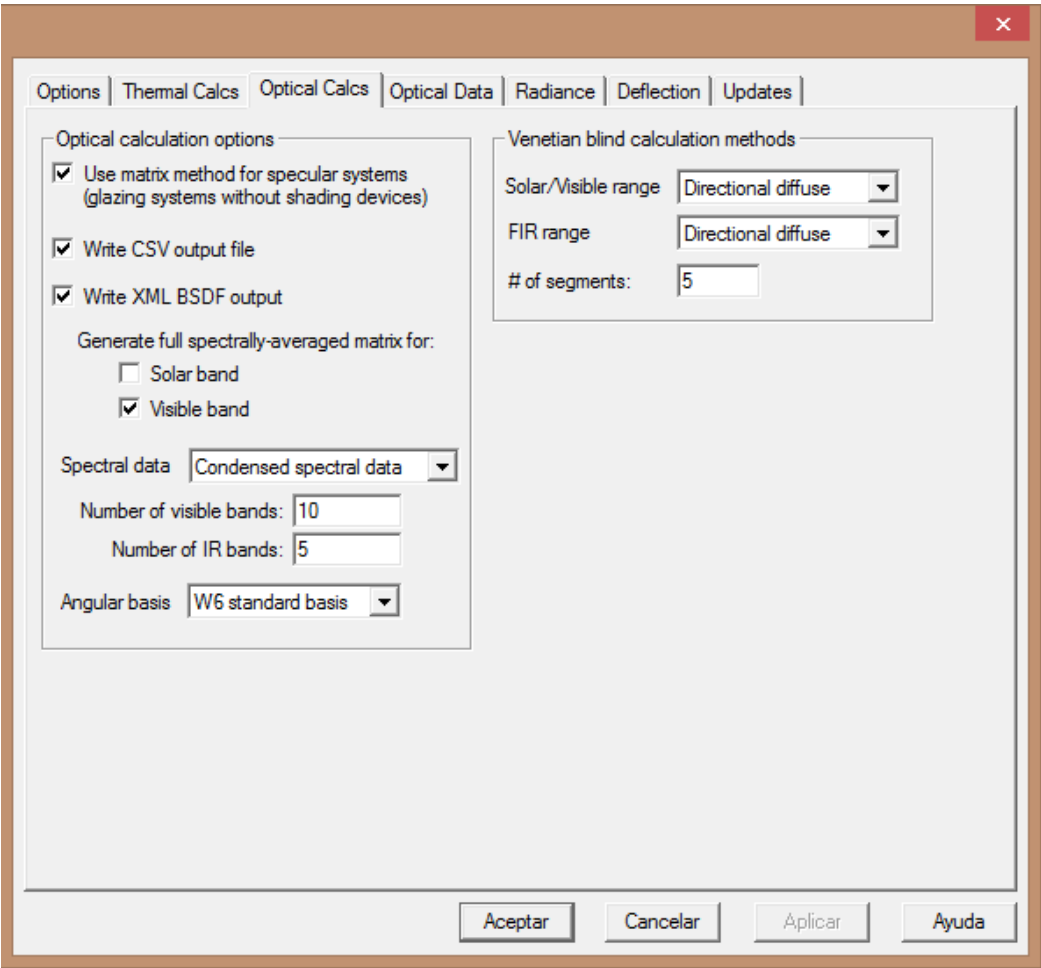 Options
Thermal Calcs
Optical Calcs
Optical Data
Radiance
Deflection
Updates
Optical calculation options
Use matrix method for specular systems
(glazing systems without shading devices)
Write CSV output file
Write XML BSDF output
Generate full spectrally-averaged matrix for:
Solar band
Visible band
Spectral data Condensed spectral data
Number of visible bands: 10
Number of IR bands: 5
Angular basis W6 standard basis
Venetian blind calculation methods
Solar/Visible range Directional diffuse
FIR range Directional diffuse
# of segments: 5
Aceptar
Cancelar
Aplicar
Ayuda